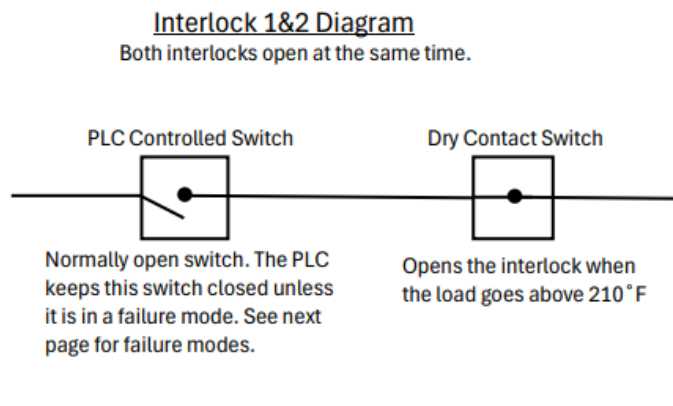 Interlock 1&2 Diagram
Both interlocks open at the same time.
PLC Controlled Switch
Dry Contact Switch
Normally open switch. The PLC
keeps this switch closed unless
it is in a failure mode. See next
page for failure modes.
Opens the interlock when
the load goes above 210˚F